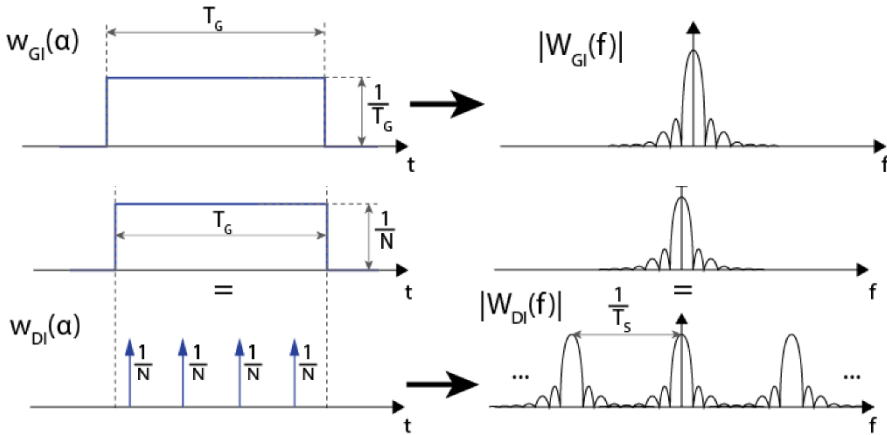 w_GI(α)
T_G
1/T_G
t
|W_GI(f)|
f
T_G
1/N
t
f
=
=
w_DI(α)
1/N
1/N
1/N
1/N
t
|W_DI(f)|
1/T_S
...
...
f